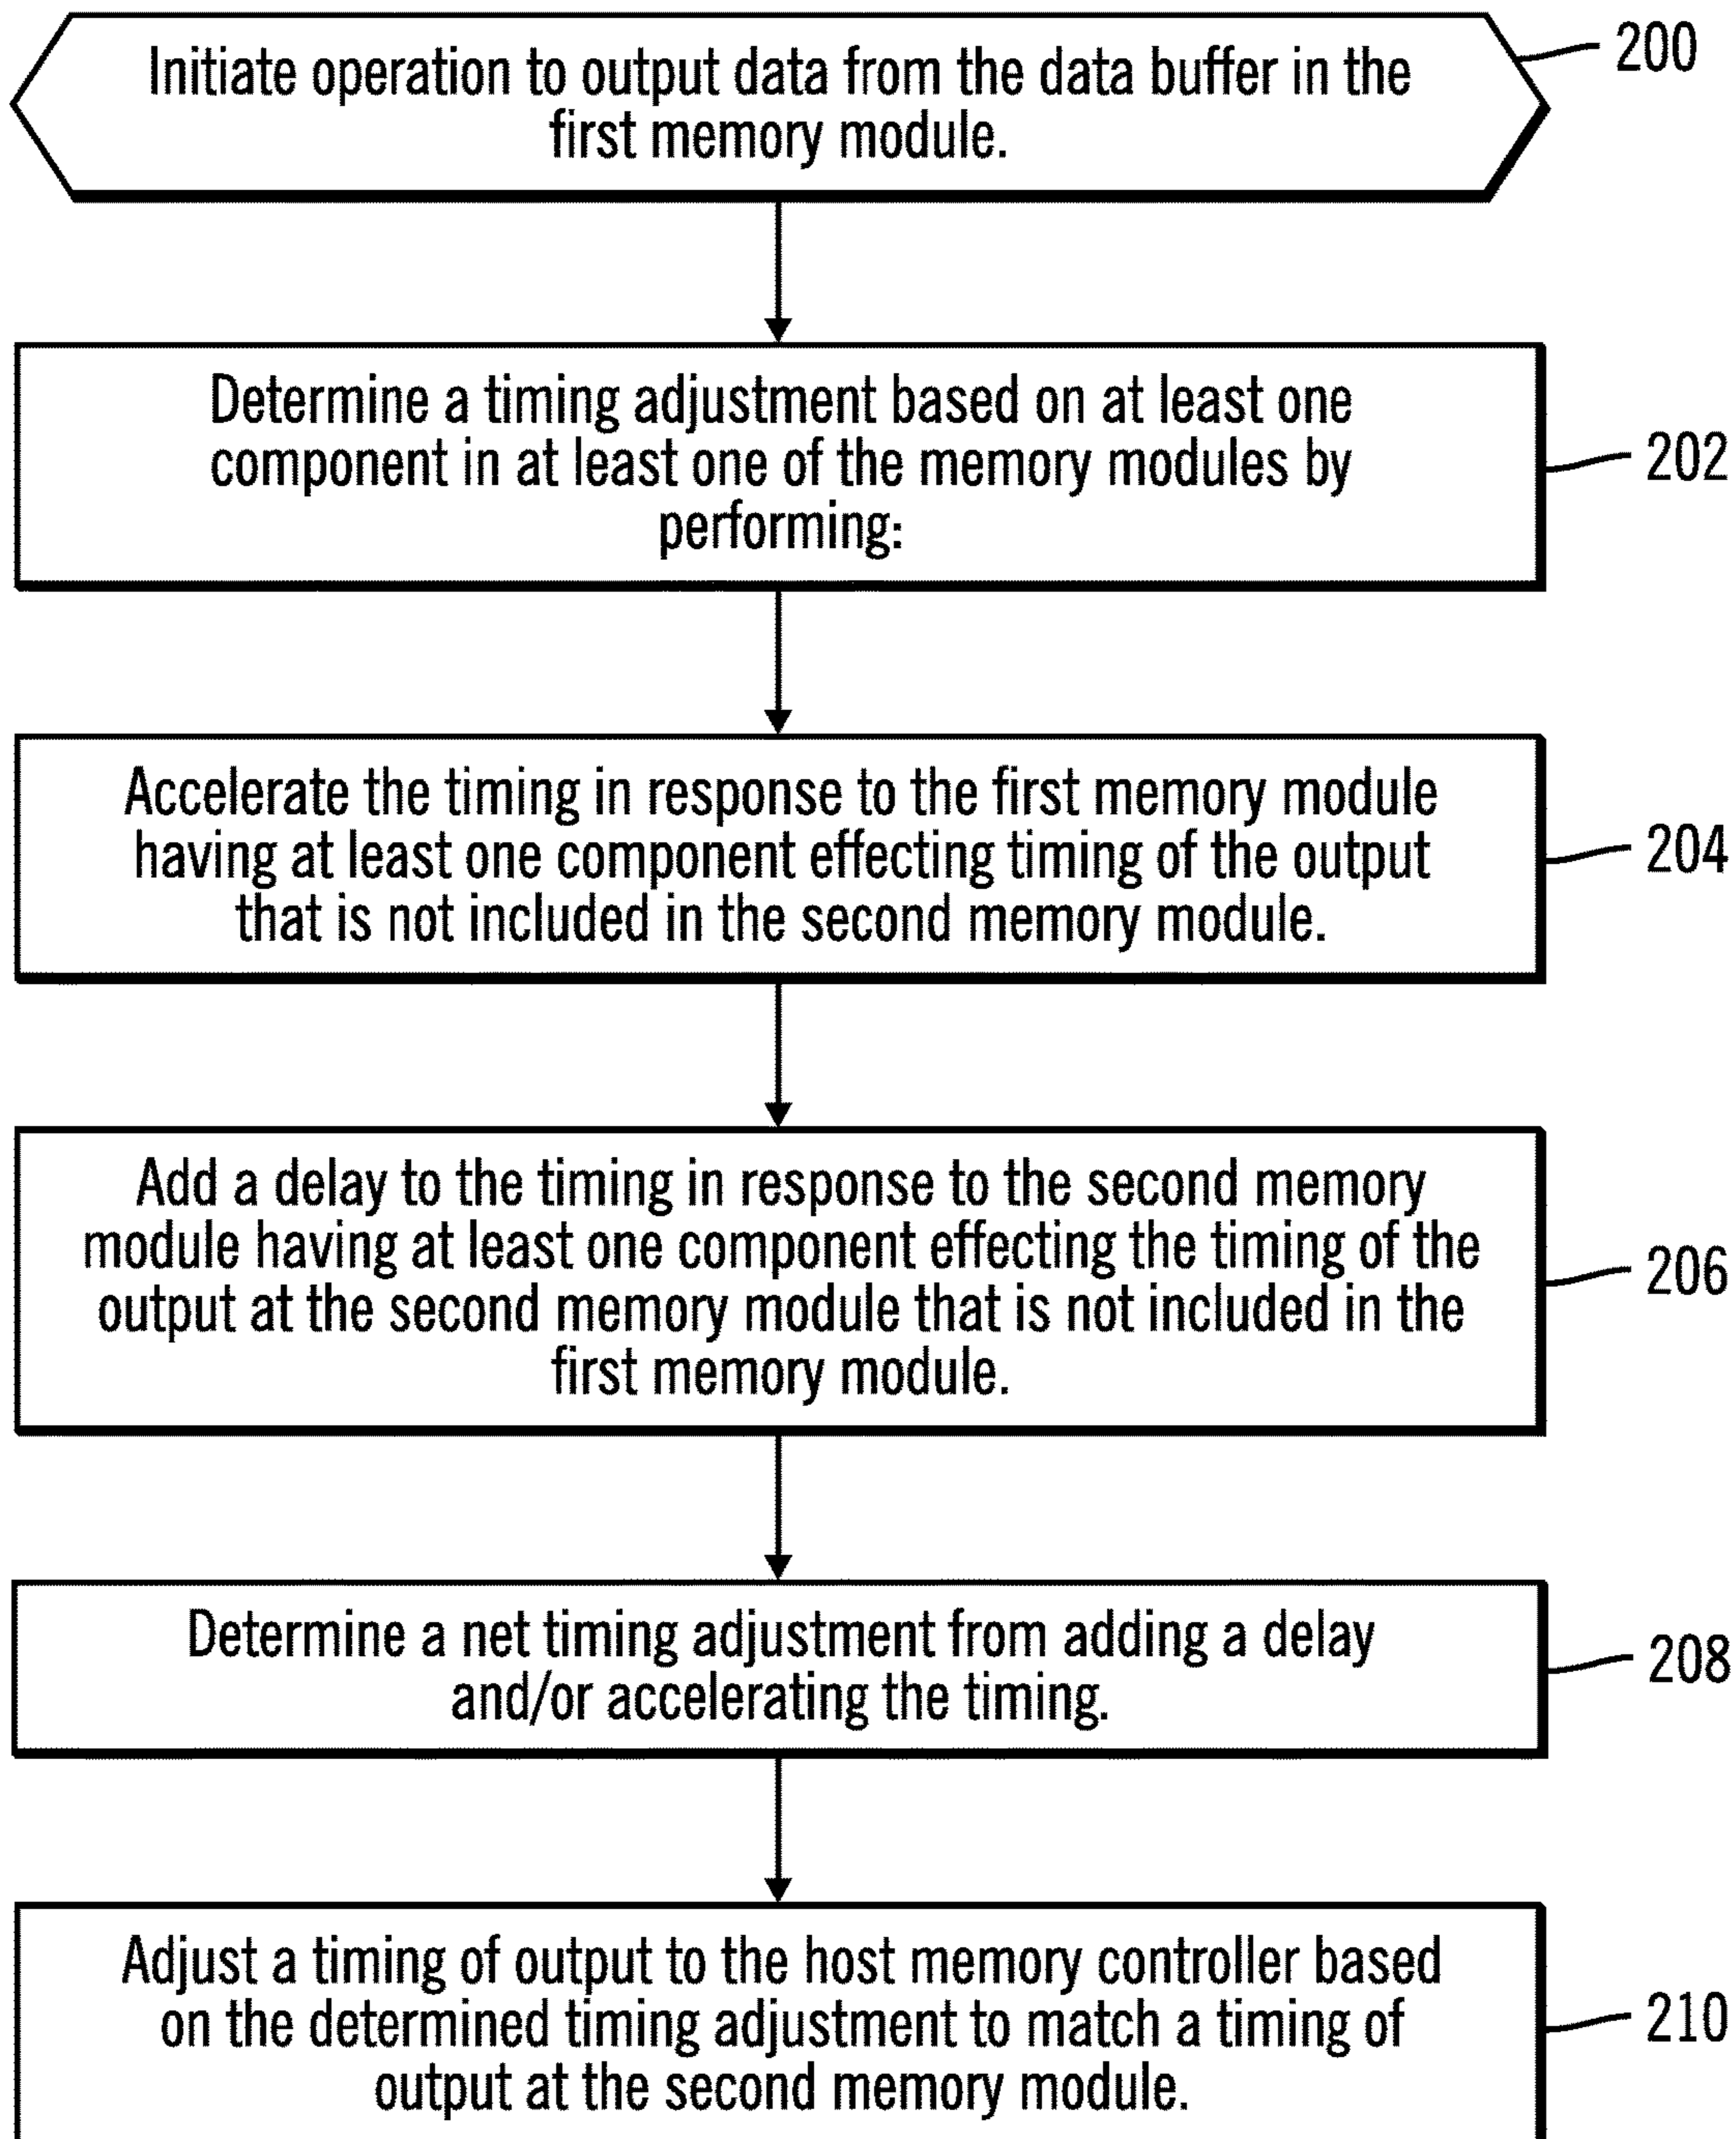 Initiate operation to output data from the data buffer in the
first memory module.
200
Determine a timing adjustment based on at least one
component in at least one of the memory modules by
performing:
202
Accelerate the timing in response to the first memory module
having at least one component effecting timing of the output
that is not included in the second memory module.
204
Add a delay to the timing in response to the second memory
module having at least one component effecting the timing of the
output at the second memory module that is not included in the
first memory module.
206
Determine a net timing adjustment from adding a delay
and/or accelerating the timing.
208
Adjust a timing of output to the host memory controller based
on the determined timing adjustment to match a timing of
output at the second memory module.
210